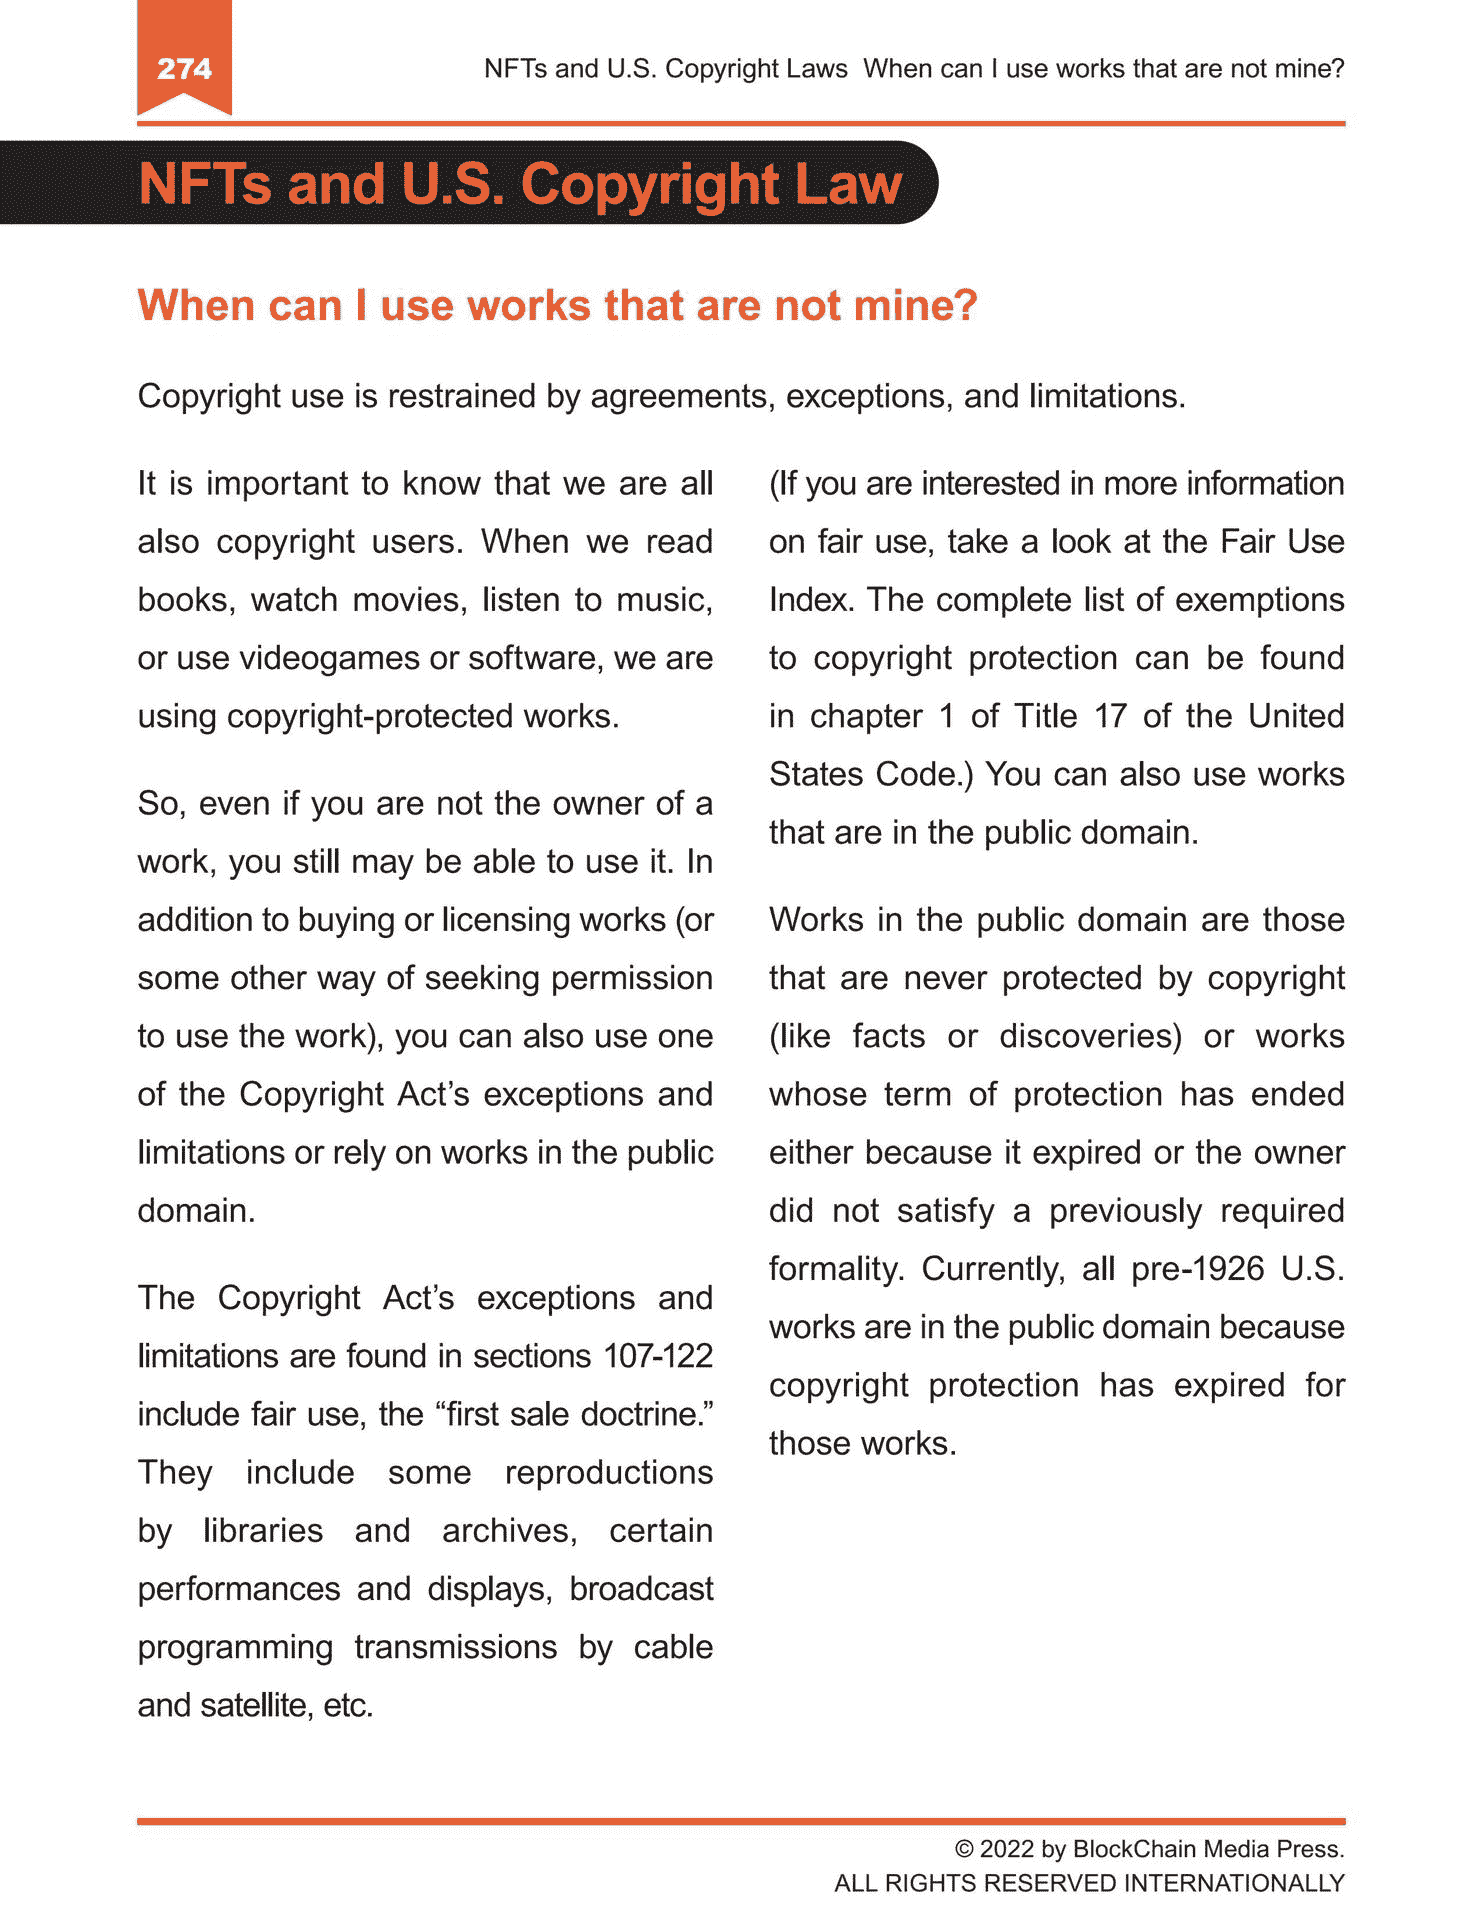 274
NFTs and U.S. Copyright Laws  When can I use works that are not mine?
NFTs and U.S. Copyright Law
When can I use works that are not mine?
Copyright use is restrained by agreements, exceptions, and limitations.
It is important to know that we are all
also copyright users. When we read
books, watch movies, listen to music,
or use videogames or software, we are
using copyright-protected works.
So, even if you are not the owner of a
work, you still may be able to use it. In
addition to buying or licensing works (or
some other way of seeking permission
to use the work), you can also use one
of the Copyright Act’s exceptions and
limitations or rely on works in the public
domain.
The Copyright Act’s exceptions and
limitations are found in sections 107-122
include fair use, the “first sale doctrine.”
They include some reproductions
by libraries and archives, certain
performances and displays, broadcast
programming transmissions by cable
and satellite, etc.
(If you are interested in more information
on fair use, take a look at the Fair Use
Index. The complete list of exemptions
to copyright protection can be found
in chapter 1 of Title 17 of the United
States Code.) You can also use works
that are in the public domain.
Works in the public domain are those
that are never protected by copyright
(like facts or discoveries) or works
whose term of protection has ended
either because it expired or the owner
did not satisfy a previously required
formality. Currently, all pre-1926 U.S.
works are in the public domain because
copyright protection has expired for
those works.
© 2022 by BlockChain Media Press.
ALL RIGHTS RESERVED INTERNATIONALLY